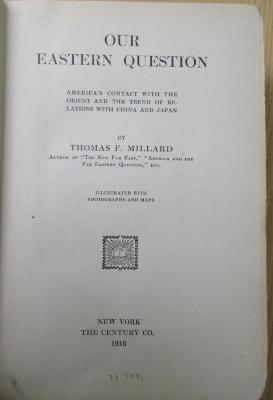 OUR
EASTERN QUESTION
AMERICA'S CONTACT WITH THE
ORIENT AND THE TREND OF RE-
LATIONS WITH CHINA AND JAPAN
BY
THOMAS F. MILLARD
Author of "The New Far East," "America and the
Far Eastern Question," etc.
ILLUSTRATED WITH
PHOTOGRAPHS AND MAPS
NEW YORK
THE CENTURY CO.
1916